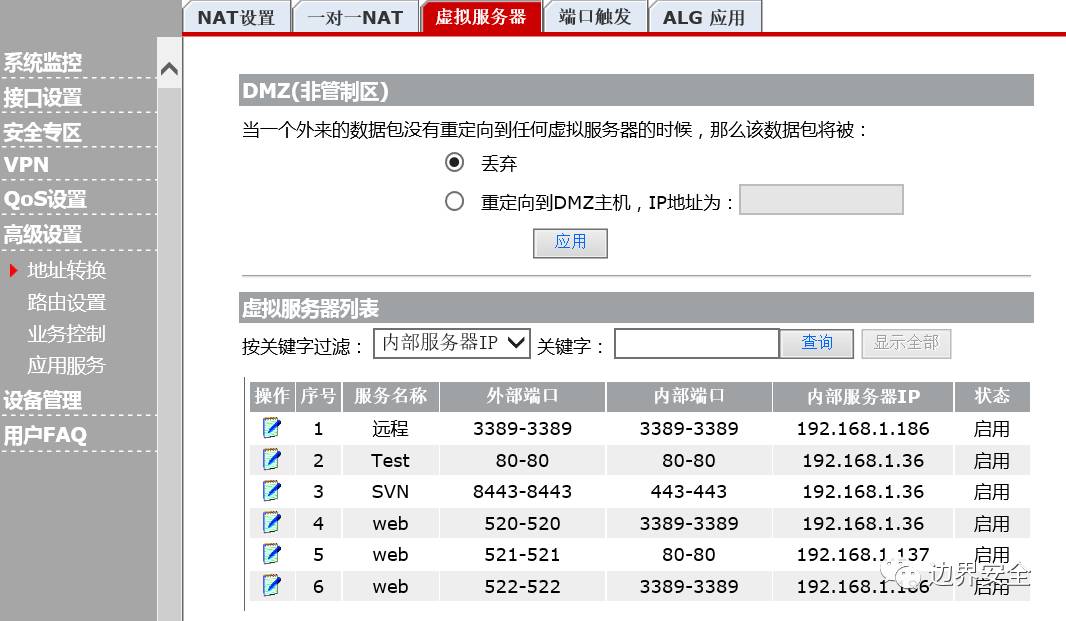 NAT设置 一对一NAT 虚拟服务器 端口触发 ALG 应用
系统监控
接口设置
安全专区
VPN
QoS设置
高级设置
地址转换
路由设置
业务控制
应用服务
设备管理
用户FAQ
DMZ(非管制区)
当一个外来的数据包没有重定向到任何虚拟服务器的时候，那么该数据包将被：
丢弃
重定向到DMZ主机，IP地址为：
应用
虚拟服务器列表
按关键字过滤： 内部服务器IP 关键字： 查询 显示全部
操作 序号 服务名称 外部端口 内部端口 内部服务器IP 状态
1 远程 3389-3389 3389-3389 192.168.1.186 启用
2 Test 80-80 80-80 192.168.1.36 启用
3 SVN 8443-8443 443-443 192.168.1.36 启用
4 web 520-520 3389-3389 192.168.1.36 启用
5 web 521-521 80-80 192.168.1.137 启用
6 web 522-522 3389-3389 192.168.1.186 启用
边界安全